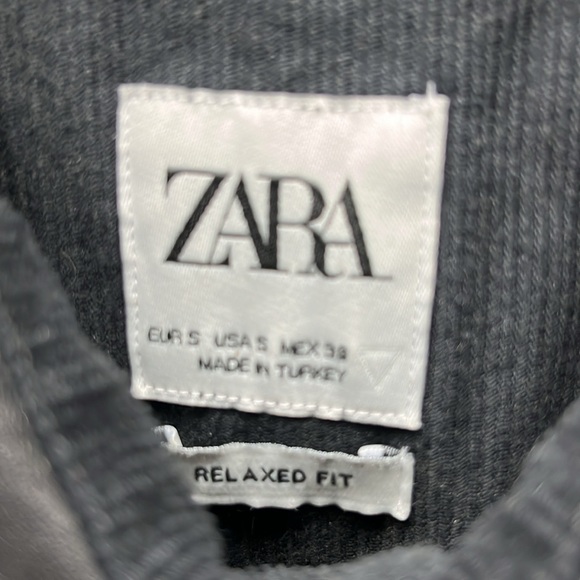 ZARA
EUR S USA S MEX 38
MADE IN TURKEY
RELAXED FIT